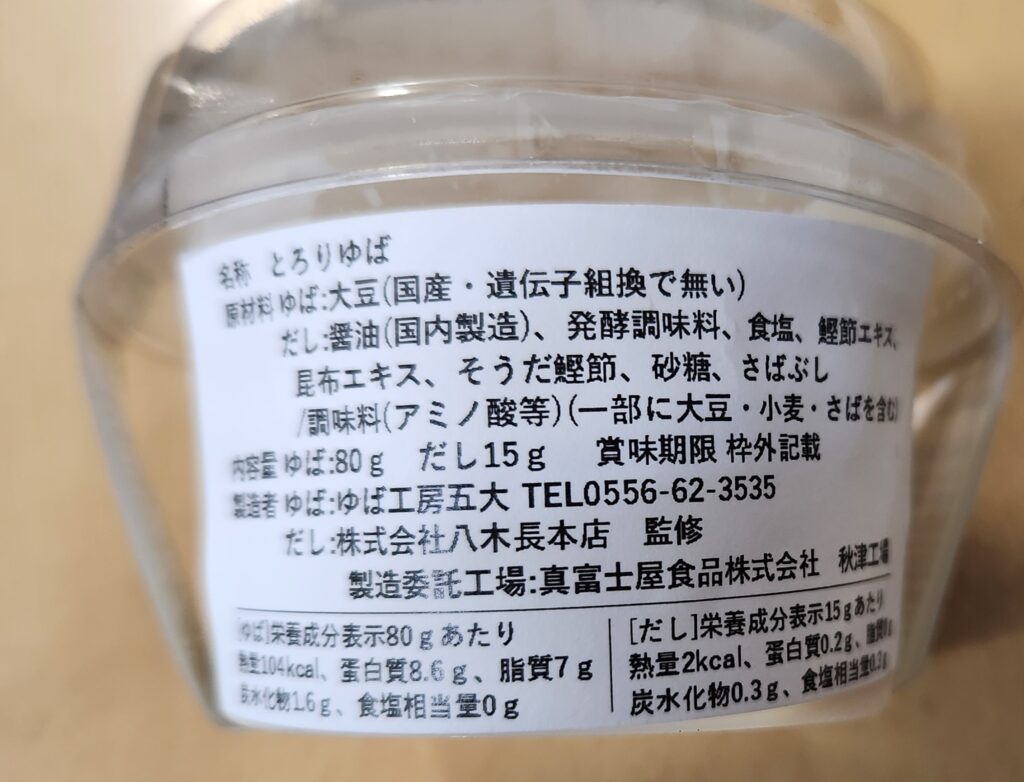 名称 とろりゆば
原材料 ゆば:大豆(国産・遺伝子組換で無い)
だし:醤油(国内製造)、発酵調味料、食塩、鰹節エキス、
昆布エキス、そうだ鰹節、砂糖、さばぶし
/調味料(アミノ酸等)(一部に大豆・小麦・さばを含む)
内容量 ゆば:80g だし15g 賞味期限 枠外記載
製造者 ゆば:ゆば工房五大 TEL0556-62-3535
だし:株式会社八木長本店 監修
製造委託工場:真富士屋食品株式会社 秋津工場
[ゆば]栄養成分表示80gあたり
熱量104kcal、蛋白質8.6g、脂質7g
炭水化物1.6g、食塩相当量0g
[だし]栄養成分表示15gあたり
熱量2kcal、蛋白質0.2g、脂質0g
炭水化物0.3g、食塩相当量0.3g